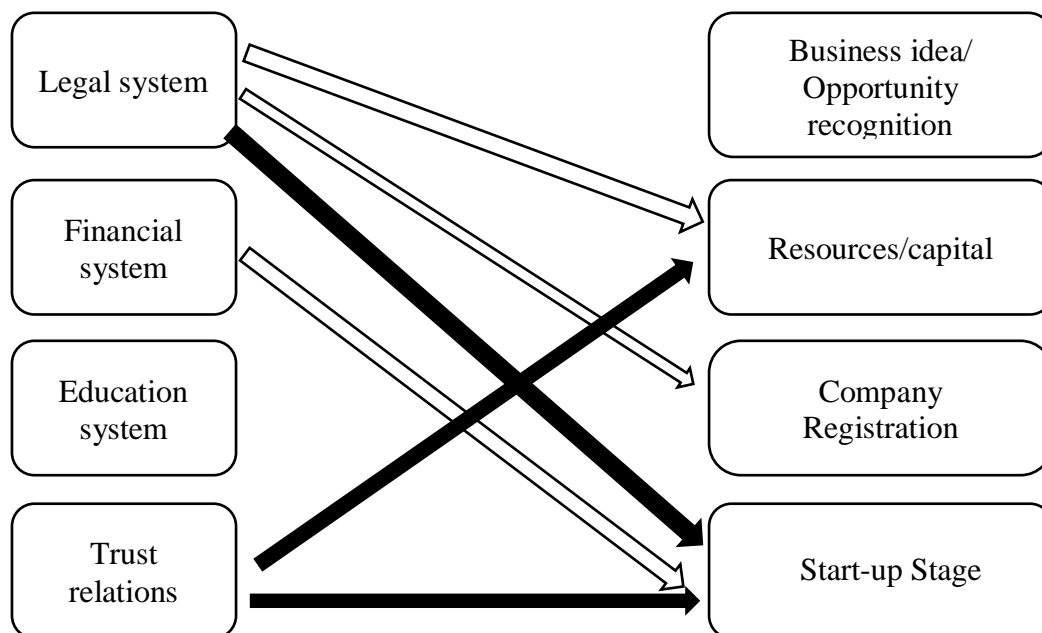 Legal system
Financial
system
Education
system
Trust
relations
Business idea/
Opportunity
recognition
Resources/capital
Company
Registration
Start-up Stage